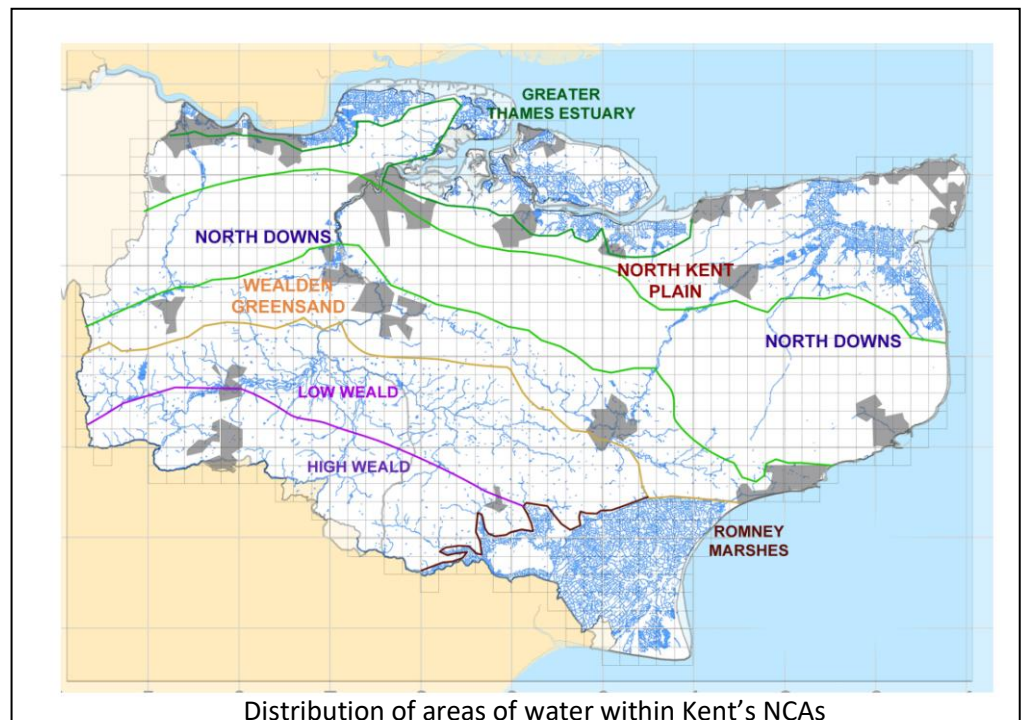 GREATER
THAMES ESTUARY
NORTH DOWNS
WEALDEN
GREENSAND
NORTH KENT
PLAIN
NORTH DOWNS
LOW WEALD
HIGH WEALD
ROMNEY
MARSHES
Distribution of areas of water within Kent's NCAs